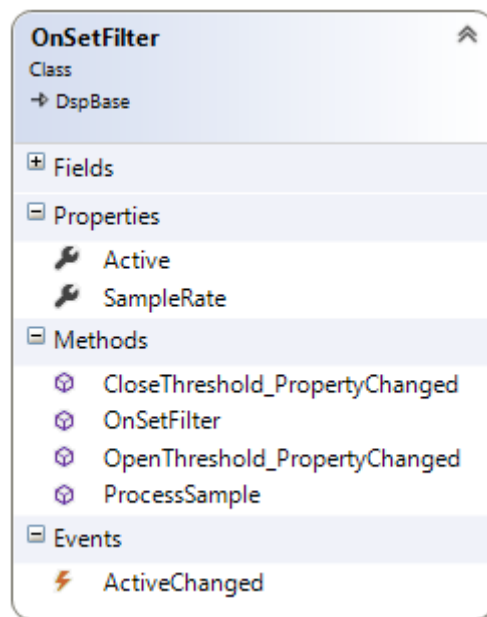 OnSetFilter
Class
DspBase
Fields
Properties
Active
SampleRate
Methods
CloseThreshold_PropertyChanged
OnSetFilter
OpenThreshold_PropertyChanged
ProcessSample
Events
ActiveChanged